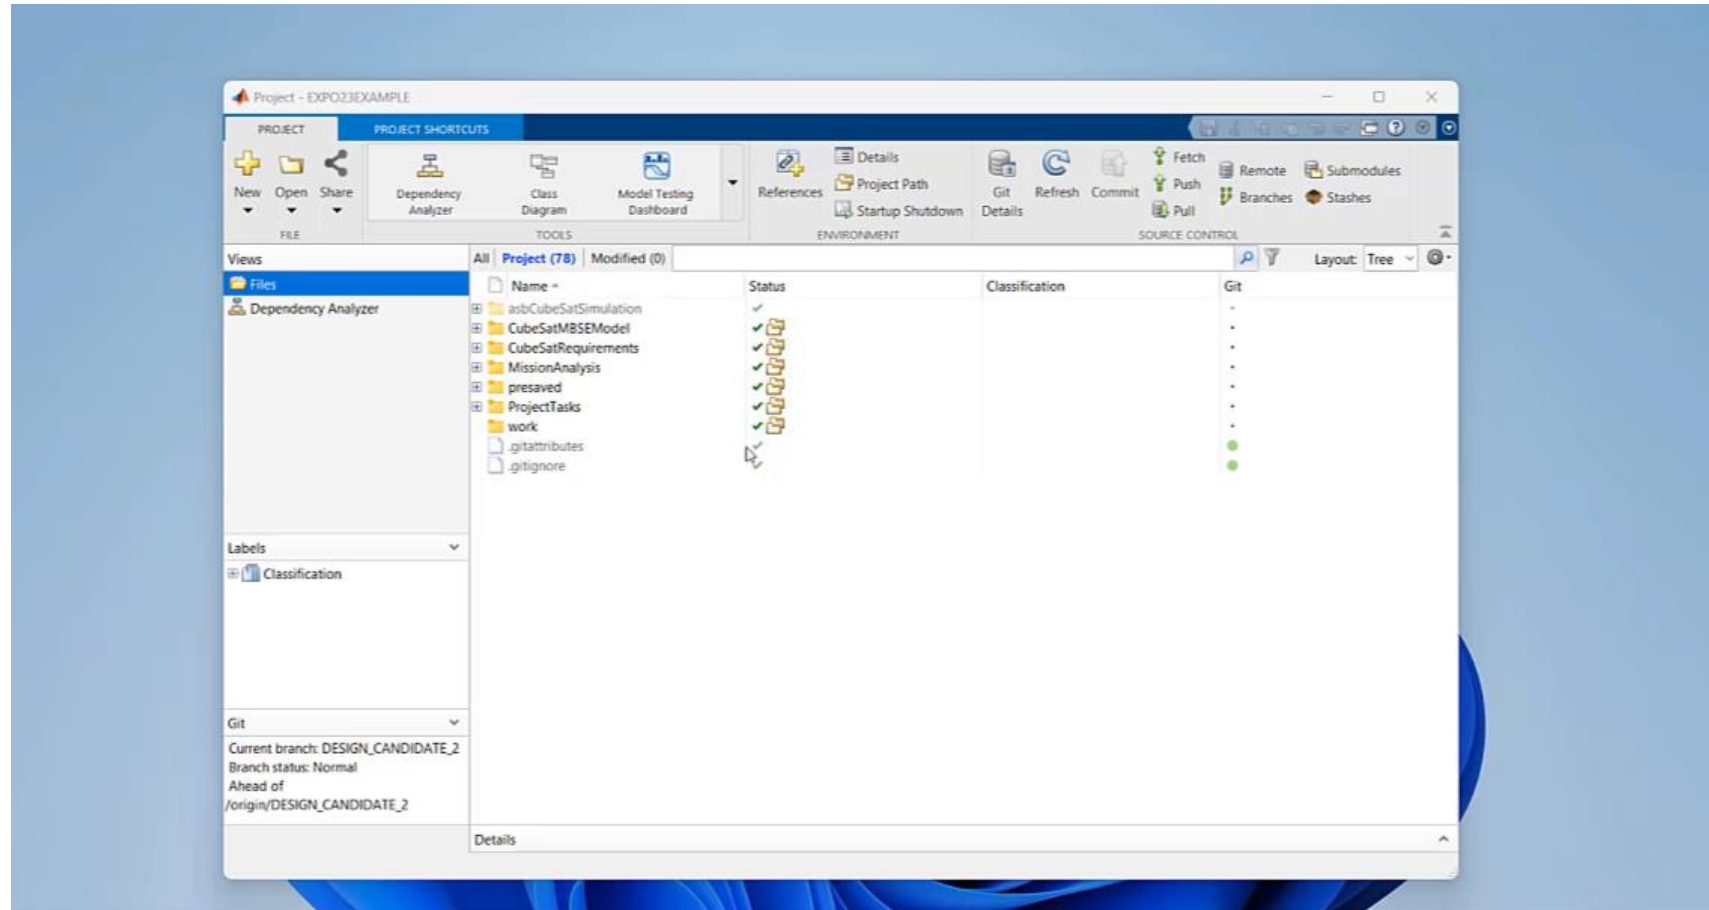 Project - EXPO23EXAMPLE
PROJECT PROJECT SHORTCUTS
New Open Share
FILE
Dependency Analyzer
Class Diagram
Model Testing Dashboard
TOOLS
References
Details
Project Path
Startup Shutdown
ENVIRONMENT
Git Details
Refresh
Commit
Fetch
Push
Pull
Remote
Branches
Submodules
Stashes
SOURCE CONTROL
Views
Files
Dependency Analyzer
All Project (78) Modified (0)
Layout: Tree
Name Status Classification Git
asbCubeSatSimulation
CubeSatMBSEModel
CubeSatRequirements
MissionAnalysis
presaved
ProjectTasks
work
.gitattributes
.gitignore
Labels
Classification
Git
Current branch: DESIGN_CANDIDATE_2
Branch status: Normal
Ahead of
/origin/DESIGN_CANDIDATE_2
Details